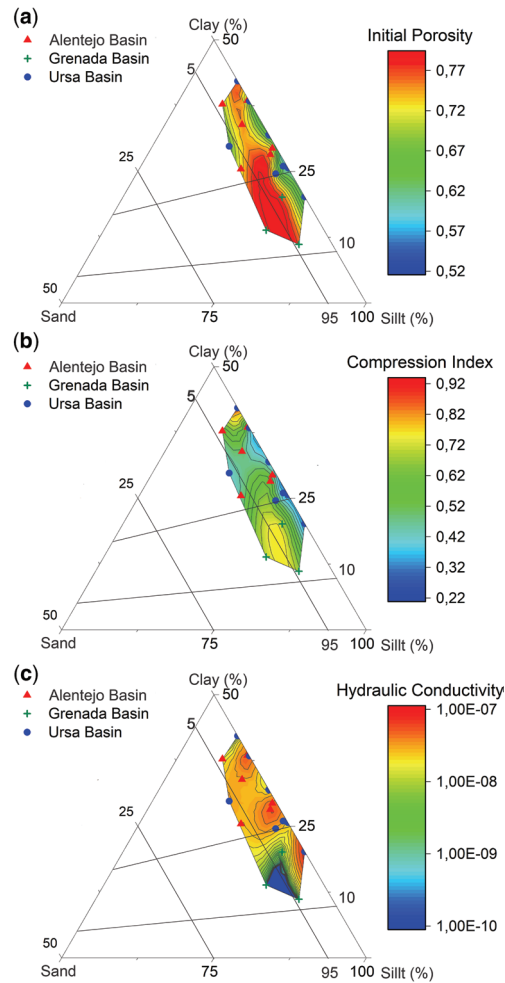 (a)
Clay (%)
50
Initial Porosity
Alentejo Basin
Grenada Basin
Ursa Basin
5
25
25
10
50
Sand
75
95
100
Sillt (%)
0,77
0,72
0,67
0,62
0,57
0,52
(b)
Clay (%)
50
Compression Index
Alentejo Basin
Grenada Basin
Ursa Basin
5
25
25
10
50
Sand
75
95
100
Sillt (%)
0,92
0,82
0,72
0,62
0,52
0,42
0,32
0,22
(c)
Clay (%)
50
Hydraulic Conductivity
Alentejo Basin
Grenada Basin
Ursa Basin
5
25
25
10
50
Sand
75
95
100
Sillt (%)
1,00E-07
1,00E-08
1,00E-09
1,00E-10